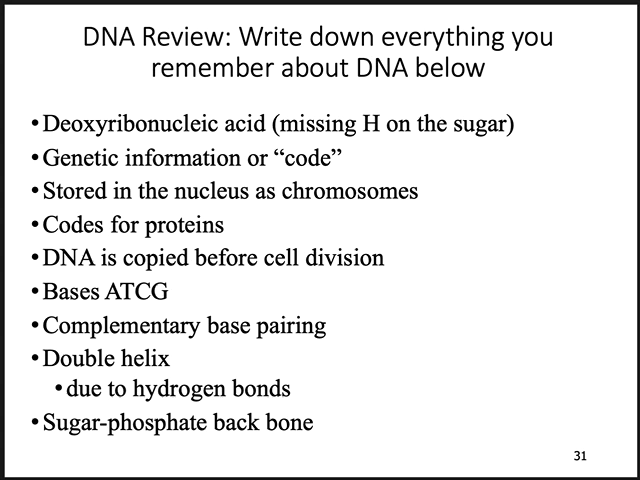 DNA Review: Write down everything you
remember about DNA below
• Deoxyribonucleic acid (missing H on the sugar)
• Genetic information or “code”
• Stored in the nucleus as chromosomes
• Codes for proteins
• DNA is copied before cell division
• Bases ATCG
• Complementary base pairing
• Double helix
• due to hydrogen bonds
• Sugar-phosphate back bone
31